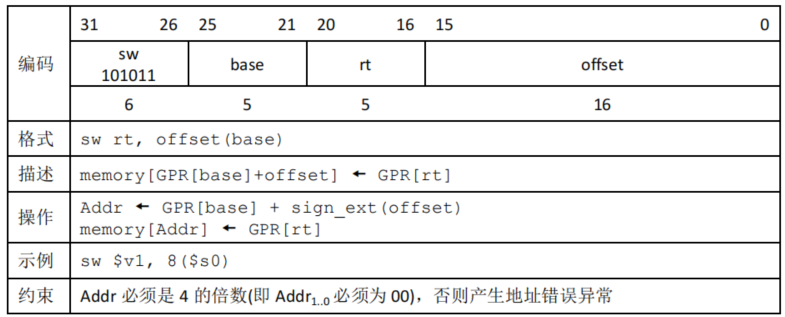 31 26 25 21 20 16 15 0
编码
sw
101011
base
rt
offset
6 5 5 16
格式 sw rt, offset(base)
描述 memory[GPR[base]+offset] ← GPR[rt]
操作
Addr ← GPR[base] + sign_ext(offset)
memory[Addr] ← GPR[rt]
示例 sw $v1, 8($s0)
约束 Addr 必须是 4 的倍数(即 Addr1..0 必须为 00)，否则产生地址错误异常